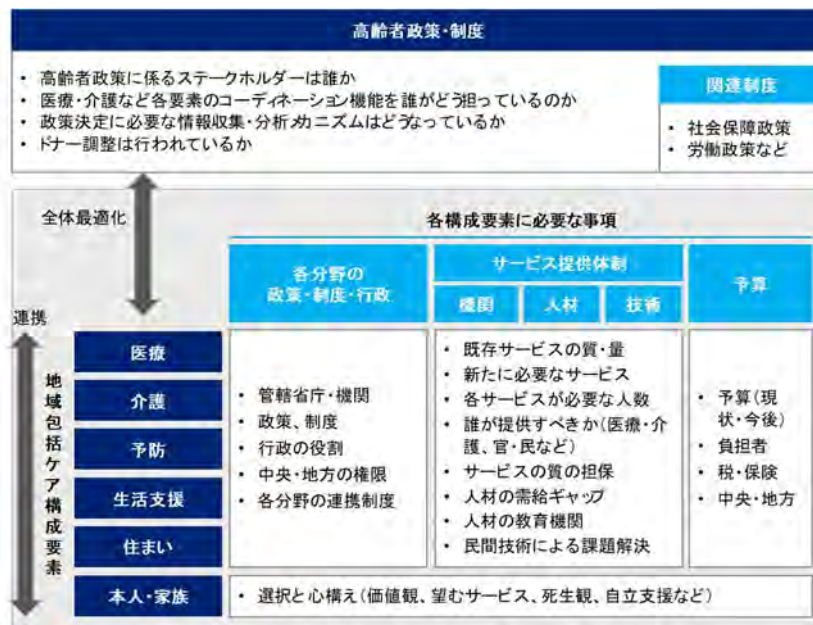 高齢者政策・制度
・ 高齢者政策に係るステークホルダーは誰か
・ 医療・介護など各要素のコーディネーション機能を誰がどう担っているのか
・ 政策決定に必要な情報収集・分析メカニズムはどうなっているか
・ ドナー調整は行われているか
関連制度
・ 社会保障政策
・ 労働政策など
全体最適化
各構成要素に必要な事項
各分野の
政策・制度・行政
サービス提供体制
機関
人材
技術
予算
連携
地域包括ケア構成要素
医療
介護
予防
生活支援
住まい
本人・家族
・ 管轄省庁・機関
・ 政策、制度
・ 行政の役割
・ 中央・地方の権限
・ 各分野の連携制度
・ 既存サービスの質・量
・ 新たに必要なサービス
・ 各サービスが必要な人数
・ 誰が提供すべきか(医療・介
護、官・民など)
・ サービスの質の担保
・ 人材の需給ギャップ
・ 人材の教育機関
・ 民間技術による課題解決
・ 予算(現
状・今後)
・ 負担者
・ 税・保険
・ 中央・地方
・ 選択と心構え(価値観、望むサービス、死生観、自立支援など)